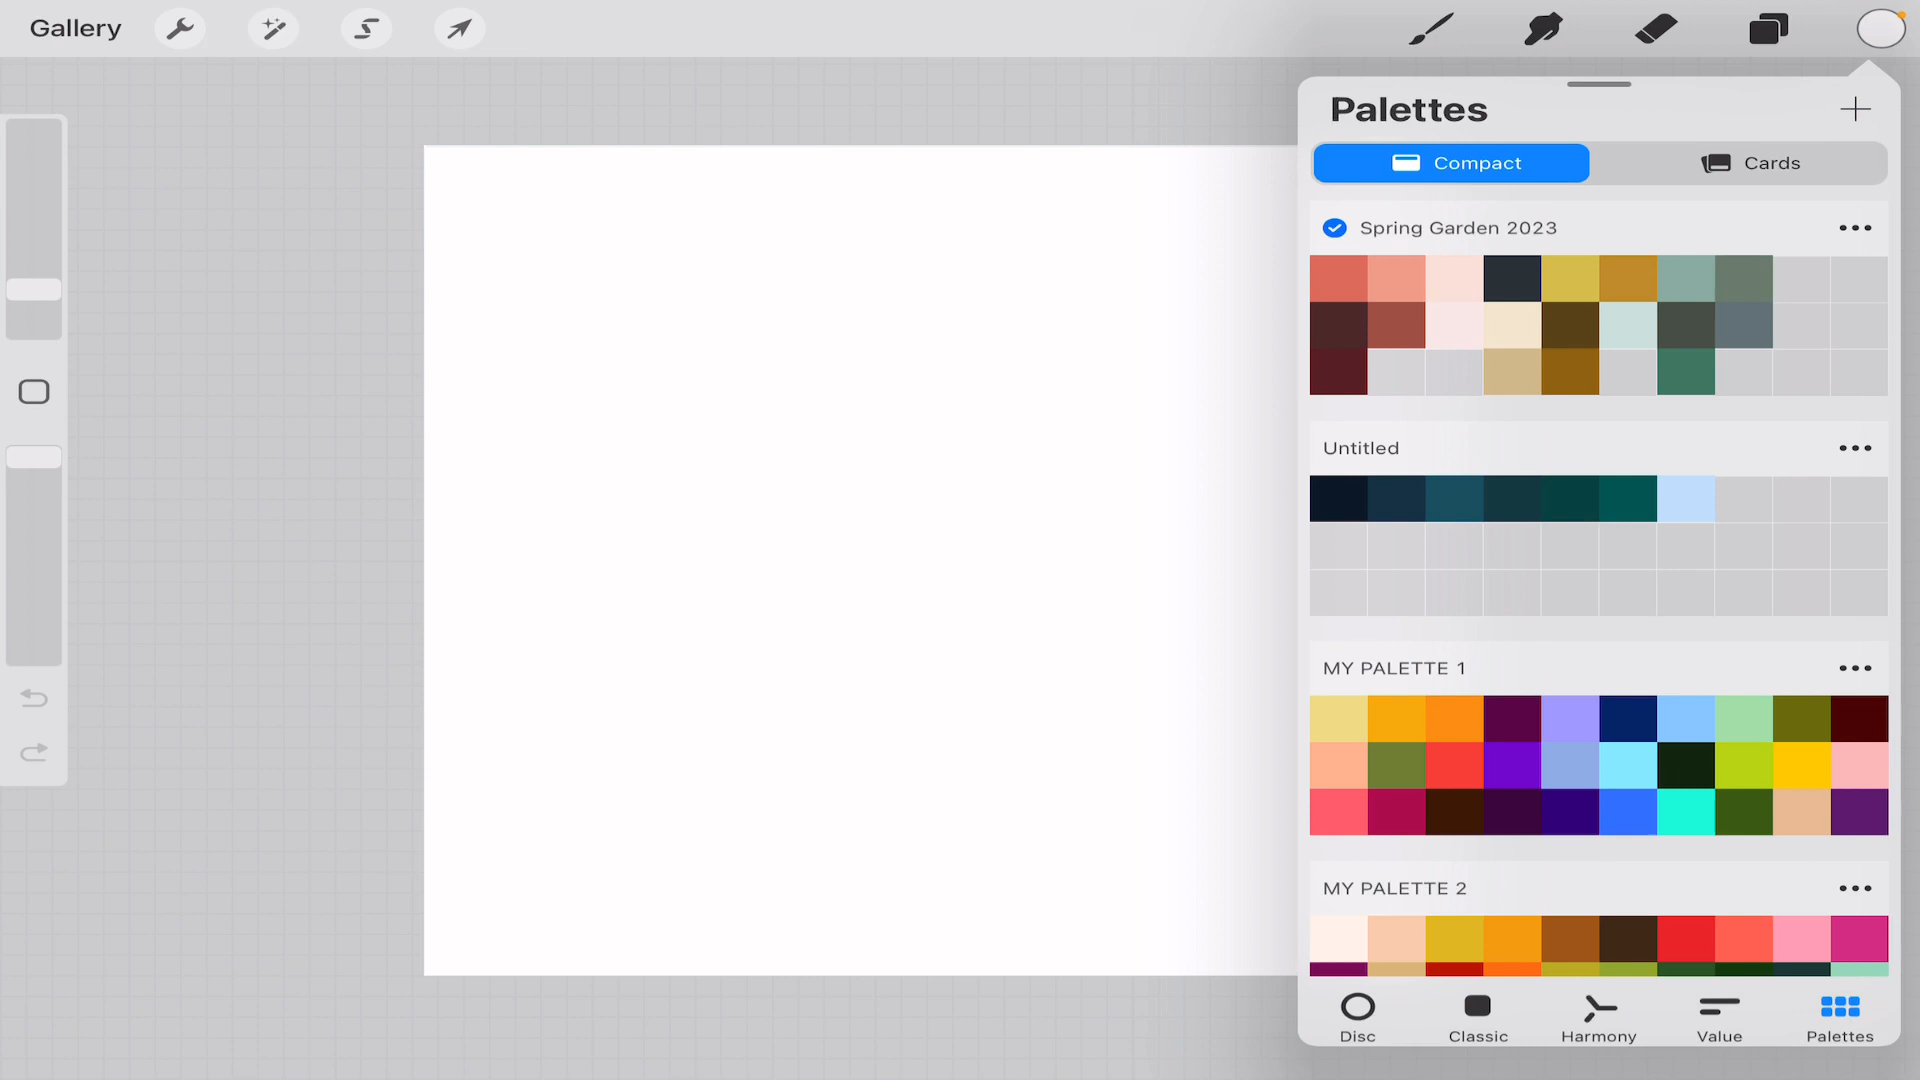 Gallery
Palettes
Compact
Cards
Spring Garden 2023
Untitled
MY PALETTE 1
MY PALETTE 2
Disc
Classic
Harmony
Value
Palettes